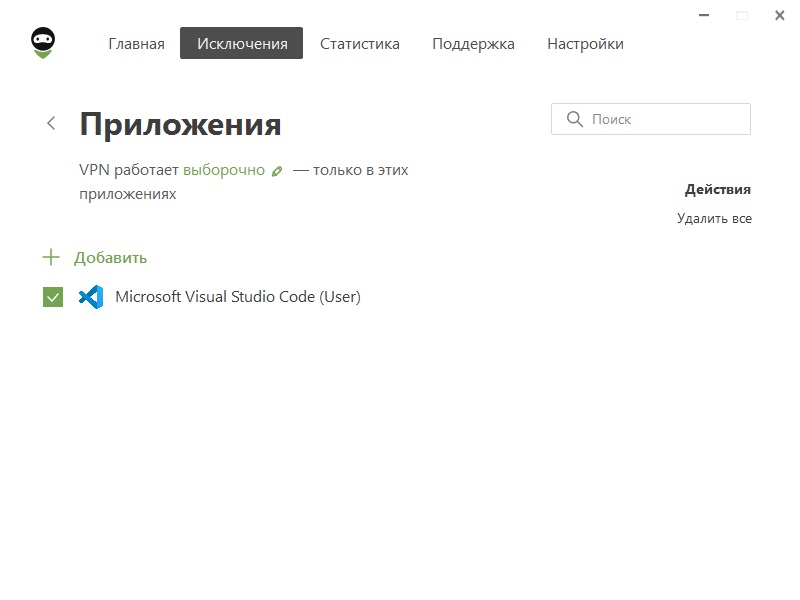 Главная Исключения Статистика Поддержка Настройки
Приложения
Поиск
VPN работает выборочно — только в этих
приложениях
Действия
Удалить все
Добавить
Microsoft Visual Studio Code (User)